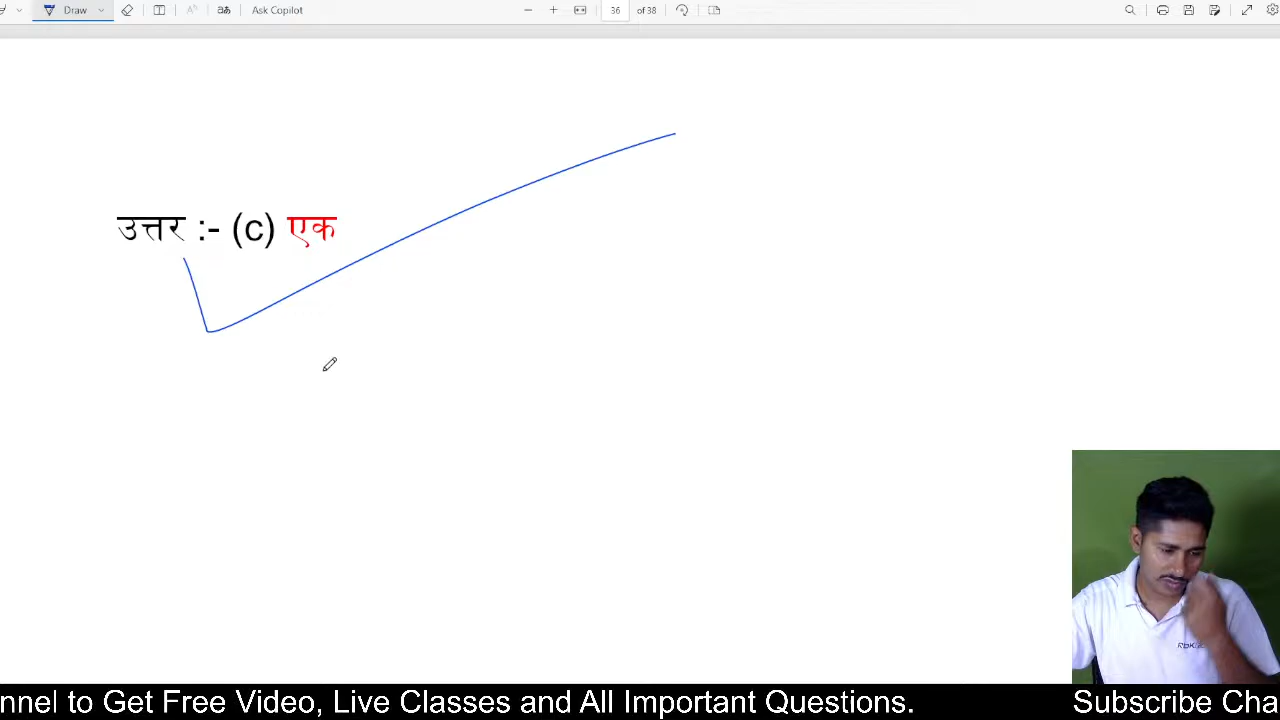 Draw
Ask Copilot
36 of 38
उत्तर :- (c) एक
nnel to Get Free Video, Live Classes and All Important Questions. Subscribe Cha